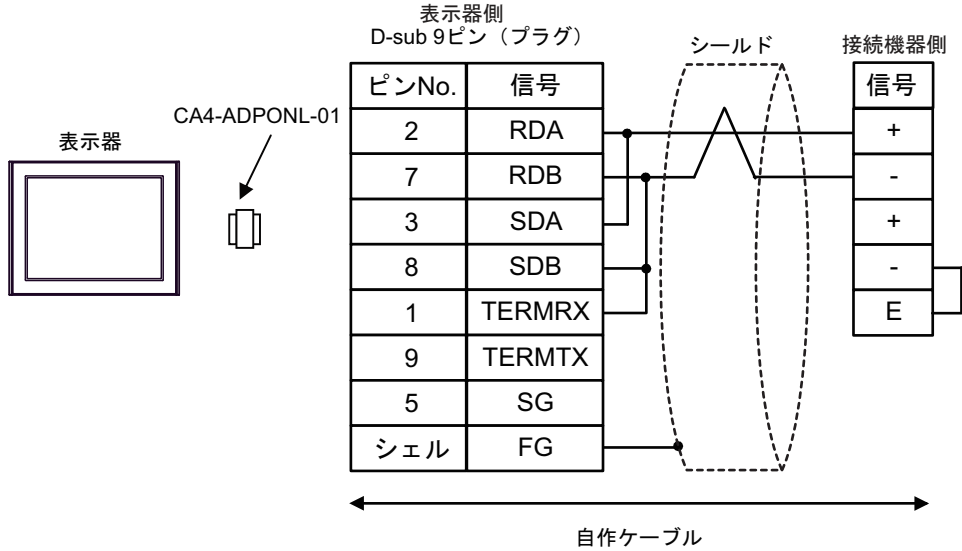 表示器側
D-sub 9ピン（プラグ）
シールド
接続機器側
CA4-ADPONL-01
表示器
ピンNo. 信号 信号
2 RDA +
7 RDB -
3 SDA +
8 SDB -
1 TERMRX E
9 TERMTX
5 SG
シェル FG
自作ケーブル